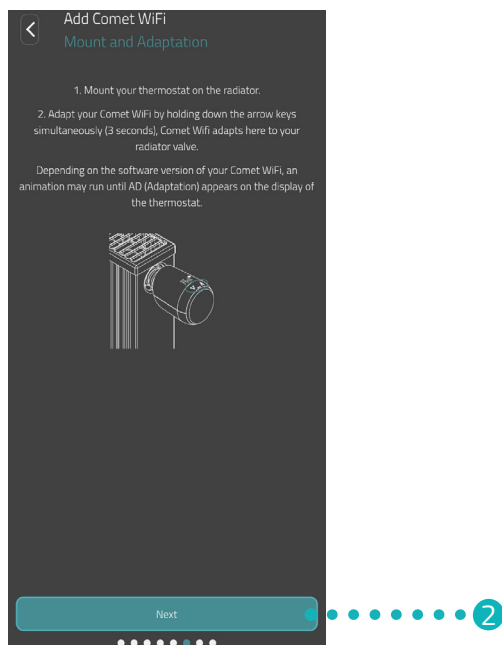 Add Comet WiFi
Mount and Adaptation
1. Mount your thermostat on the radiator.
2. Adapt your Comet WiFi by holding down the arrow keys
simultaneously (3 seconds), Comet Wifi adapts here to your
radiator valve.
Depending on the software version of your Comet WiFi, an
animation may run until AD (Adaptation) appears on the display of
the thermostat.
Next
2